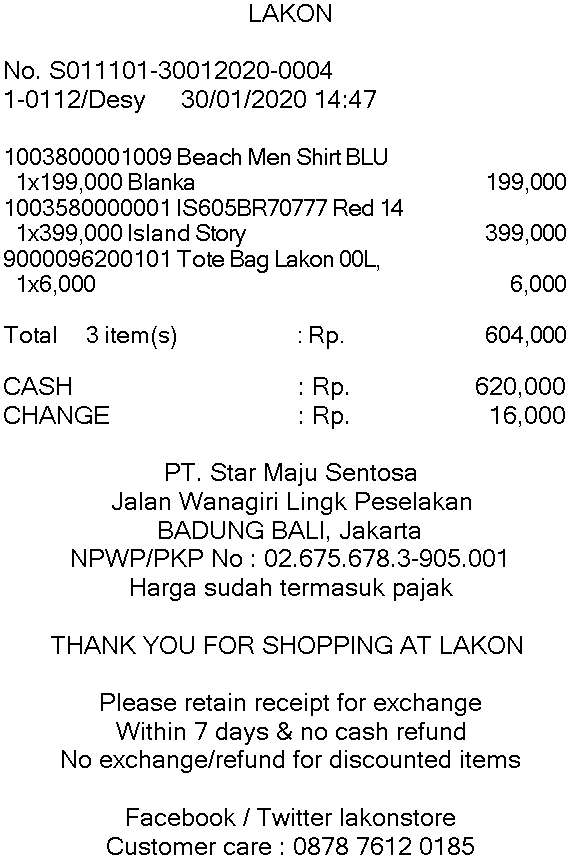 LAKON
No. S011101-30012020-0004
1-0112/Desy 30/01/2020 14:47
1003800001009 Beach Men Shirt BLU
1x199,000 Blanka 199,000
1003580000001 IS605BR70777 Red 14
1x399,000 Island Story 399,000
9000096200101 Tote Bag Lakon 00L,
1x6,000 6,000
Total 3 item(s) : Rp. 604,000
CASH : Rp. 620,000
CHANGE : Rp. 16,000
PT. Star Maju Sentosa
Jalan Wanagiri Lingk Peselakan
BADUNG BALI, Jakarta
NPWP/PKP No : 02.675.678.3-905.001
Harga sudah termasuk pajak
THANK YOU FOR SHOPPING AT LAKON
Please retain receipt for exchange
Within 7 days & no cash refund
No exchange/refund for discounted items
Facebook / Twitter lakonstore
Customer care : 0878 7612 0185